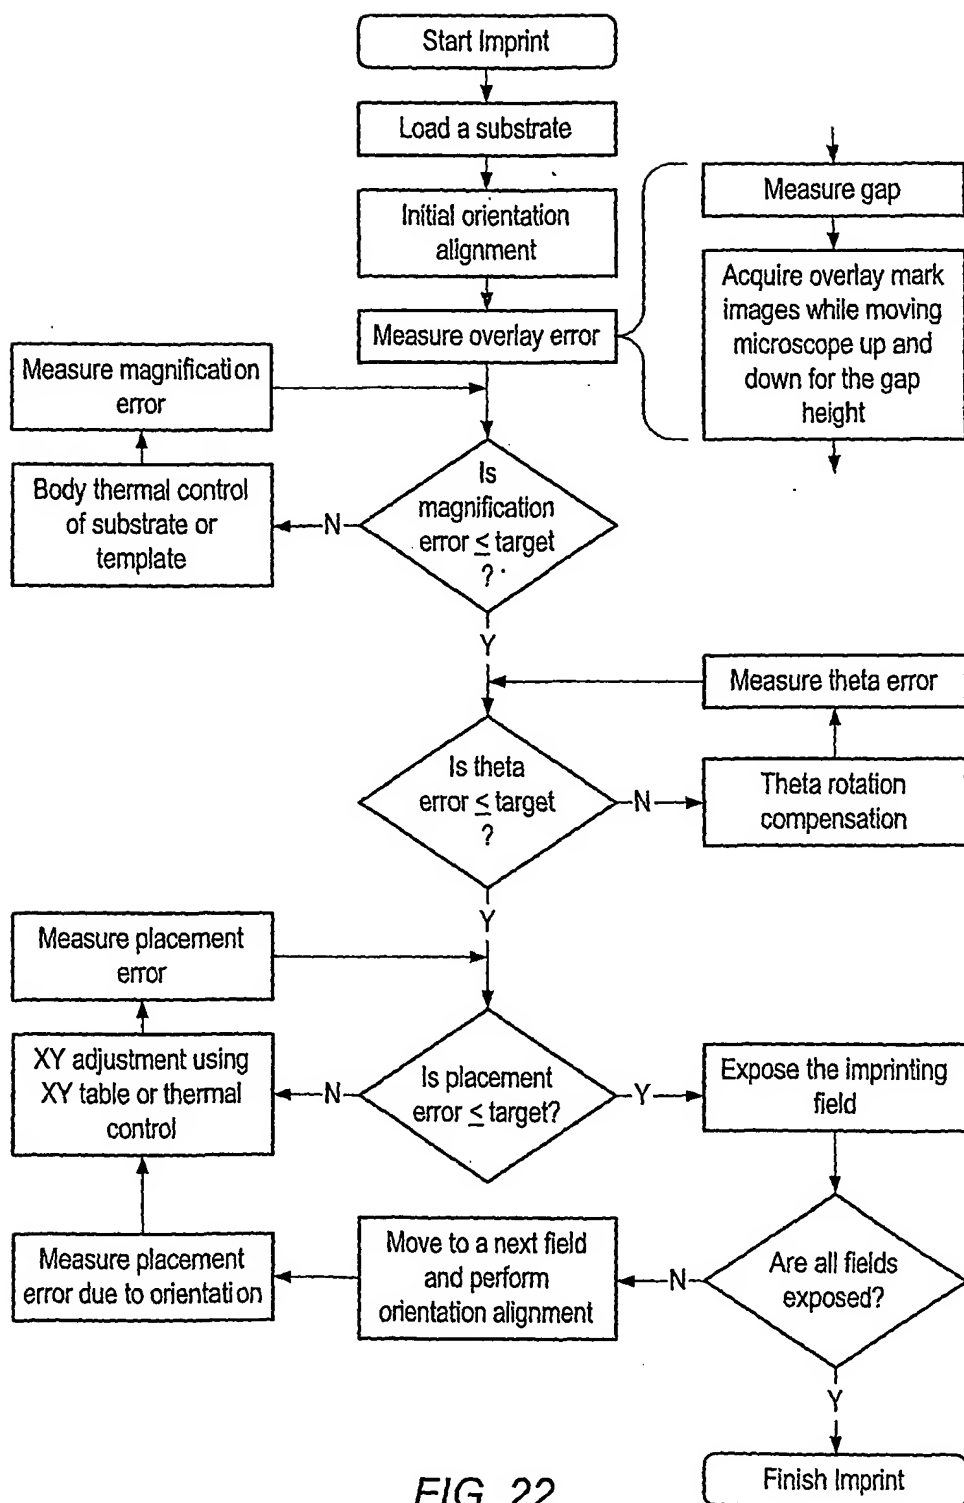 Start Imprint
Load a substrate
Initial orientation
alignment
Measure overlay error
Measure gap
Acquire overlay mark
images while moving
microscope up and
down for the gap
height
Measure magnification
error
Body thermal control
of substrate or
template
N
Is
magnification
error ≤ target
?
Y
Measure theta error
Is theta
error ≤ target
?
N
Theta rotation
compensation
Y
Measure placement
error
XY adjustment using
XY table or thermal
control
N
Is placement
error ≤ target?
Y
Expose the imprinting
field
Measure placement
error due to orientation
Move to a next field
and perform
orientation alignment
N
Are all fields
exposed?
Y
Finish Imprint
FIG. 22